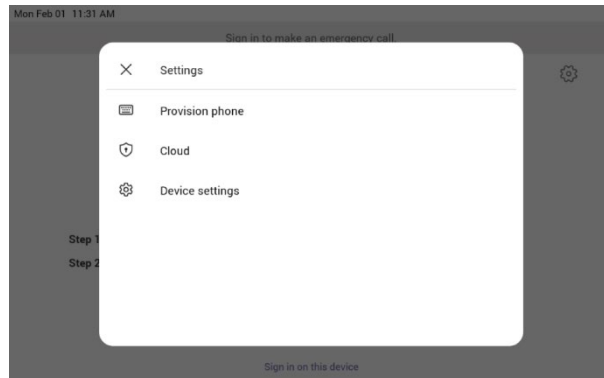 Mon Feb 01 11:31 AM
Sign in to make an emergency call.
Settings
Provision phone
Cloud
Device settings
Step 1
Step 2
Sign in on this device